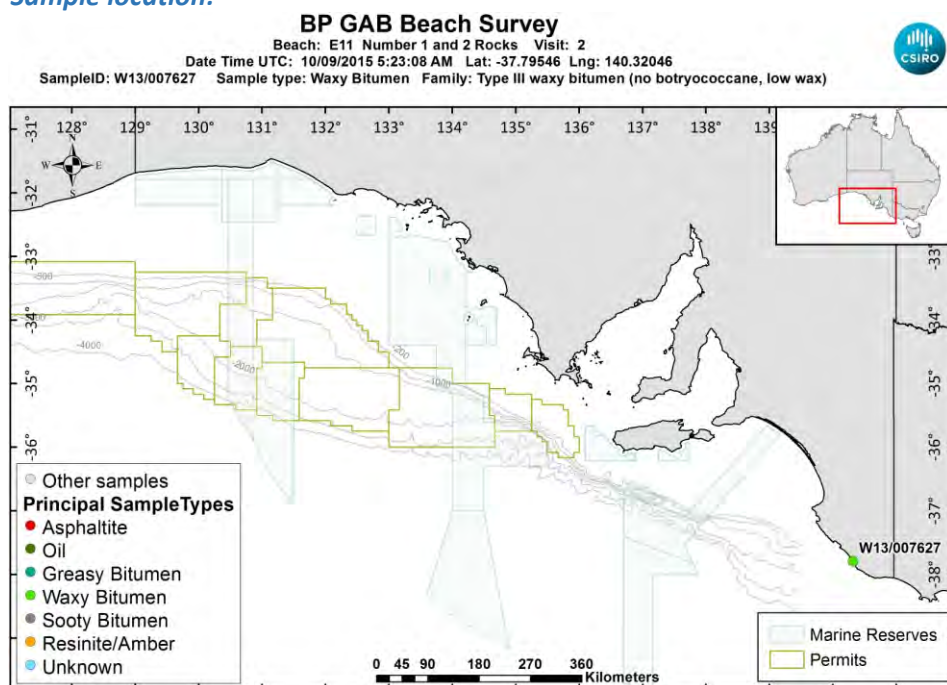 Sample location:
BP GAB Beach Survey
Beach: E11 Number 1 and 2 Rocks Visit: 2
Date Time UTC: 10/09/2015 5:23:08 AM Lat: -37.79546 Lng: 140.32046
SampleID: W13/007627 Sample type: Waxy Bitumen Family: Type III waxy bitumen (no botryococcane, low wax)
CSIRO
128° 129° 130° 131° 132° 133° 134° 135° 136° 137° 138° 139
-31°
-32°
-33°
-34°
-35°
-36°
-33°
-34°
-35°
-36°
-37°
-38°
N
W E
S
-4000
-2000
-200
-1000
W13/007627
Other samples
Principal SampleTypes
Asphaltite
Oil
Greasy Bitumen
Waxy Bitumen
Sooty Bitumen
Resinite/Amber
Unknown
0 45 90 180 270 360
Kilometers
Marine Reserves
Permits